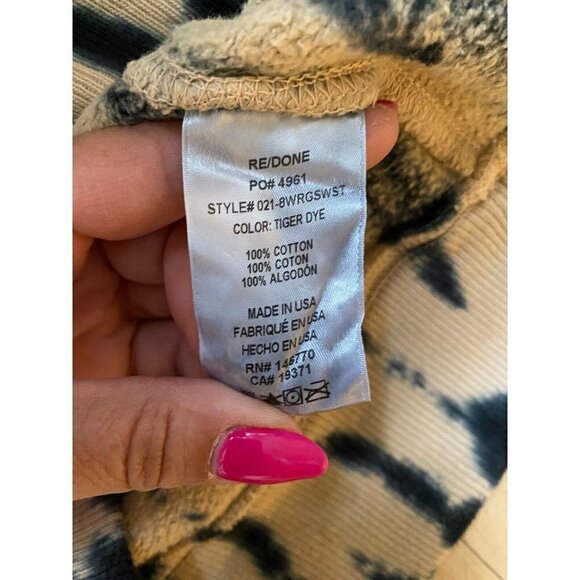 RE/DONE
PO# 4961
STYLE# 021-8WRGSWST
COLOR: TIGER DYE
100% COTTON
100% COTON
100% ALGODÓN
MADE IN USA
FABRIQUÉ EN USA
HECHO EN USA
RN# 146770
CA# 19371